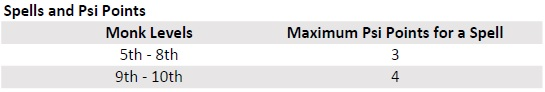 Spells and Psi Points
Monk Levels Maximum Psi Points for a Spell
5th - 8th 3
9th - 10th 4